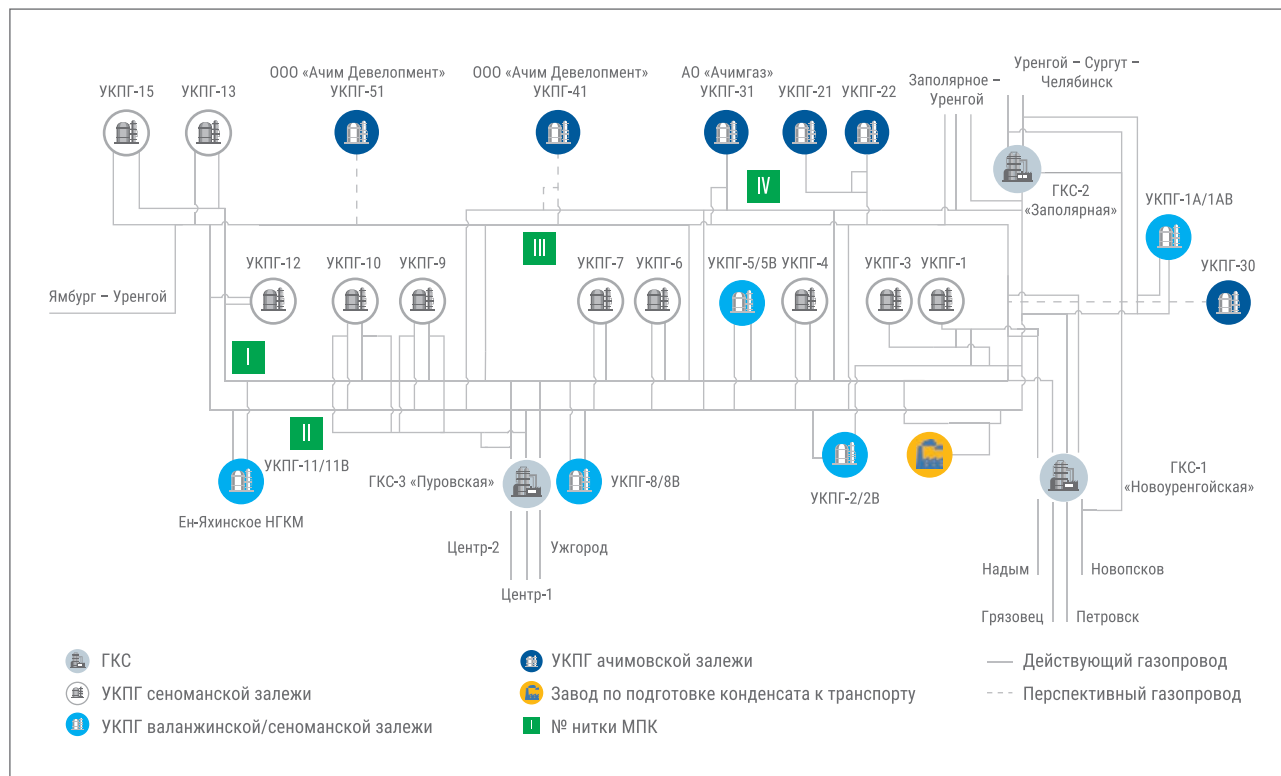 ООО «Ачим Девелопмент»
УКПГ-51
ООО «Ачим Девелопмент»
УКПГ-41
АО «Ачимгаз»
УКПГ-31
УКПГ-21
УКПГ-22
УКПГ-15
УКПГ-13
Заполярное –
Уренгой
Уренгой – Сургут –
Челябинск
IV
ГКС-2
«Заполярная»
УКПГ-1А/1АВ
III
УКПГ-12
УКПГ-10
УКПГ-9
УКПГ-7
УКПГ-6
УКПГ-5/5В
УКПГ-4
УКПГ-3
УКПГ-1
УКПГ-30
Ямбург – Уренгой
I
II
УКПГ-11/11В
ГКС-3 «Пуровская»
УКПГ-8/8В
УКПГ-2/2В
ГКС-1
«Новоуренгойская»
Ен-Яхинское НГКМ
Центр-2
Ужгород
Центр-1
Надым
Новопсков
Грязовец
Петровск
ГКС
УКПГ сеноманской залежи
УКПГ валанжинской/сеноманской залежи
УКПГ ачимовской залежи
Завод по подготовке конденсата к транспорту
I
№ нитки МПК
Действующий газопровод
Перспективный газопровод